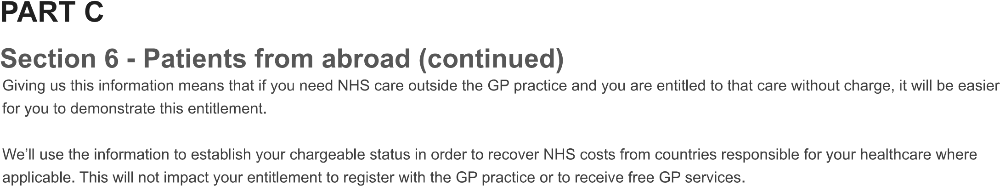 PART C
Section 6 - Patients from abroad (continued)
Giving us this information means that if you need NHS care outside the GP practice and you are entitled to that care without charge, it will be easier
for you to demonstrate this entitlement.
We’ll use the information to establish your chargeable status in order to recover NHS costs from countries responsible for your healthcare where
applicable. This will not impact your entitlement to register with the GP practice or to receive free GP services.